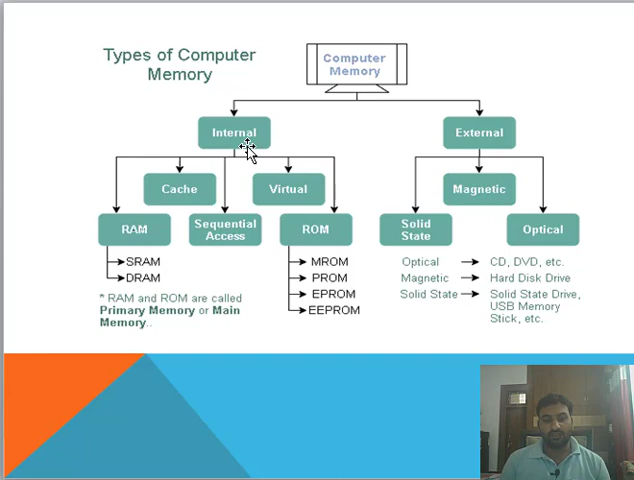 Types of Computer
Memory
Computer
Memory
Internal
External
Cache
Virtual
Magnetic
RAM
Sequential
Access
ROM
Solid
State
Optical
SRAM
DRAM
MROM
PROM
EPROM
EEPROM
Optical
CD, DVD, etc.
Magnetic
Hard Disk Drive
Solid State
Solid State Drive,
USB Memory
Stick, etc.
* RAM and ROM are called
Primary Memory or Main
Memory..